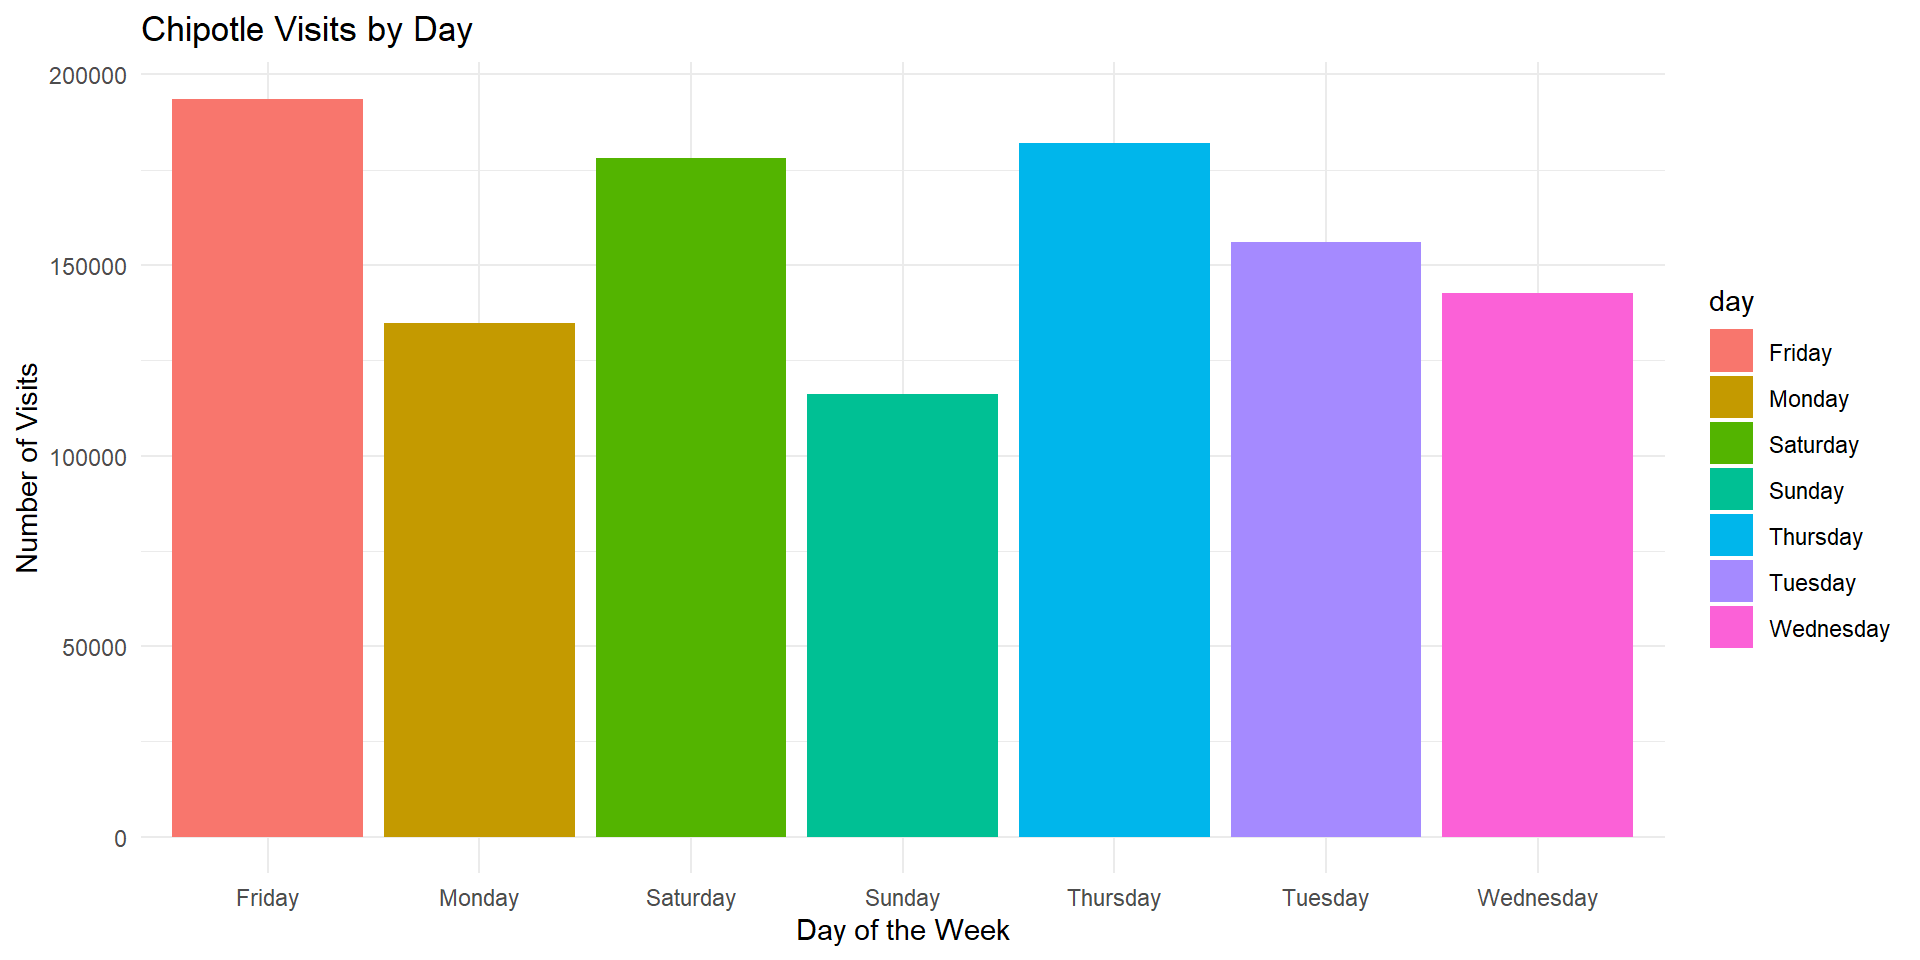 Chipotle Visits by Day
Number of Visits
200000
150000
100000
50000
0
Friday Monday Saturday Sunday Thursday Tuesday Wednesday
Day of the Week
day
Friday
Monday
Saturday
Sunday
Thursday
Tuesday
Wednesday